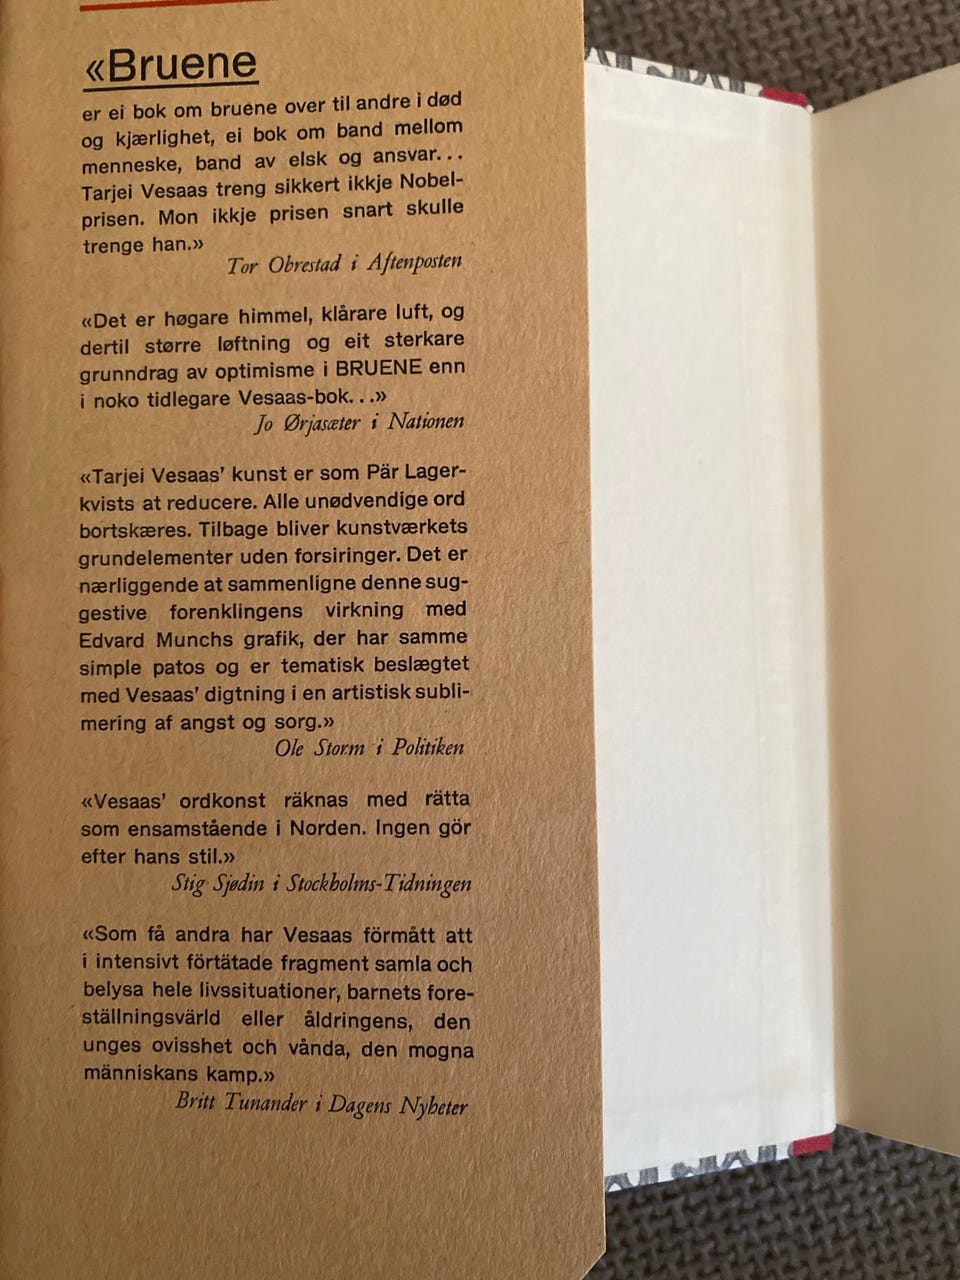 «Bruene
er ei bok om bruene over til andre i død
og kjærlighet, ei bok om band mellom
menneske, band av elsk og ansvar...
Tarjei Vesaas treng sikkert ikkje Nobel-
prisen. Mon ikkje prisen snart skulle
trenge han.»
Tor Obrestad i Aftenposten
«Det er høgare himmel, klårare luft, og
dertil større løftning og eit sterkare
grunndrag av optimisme i BRUENE enn
i noko tidlegare Vesaas-bok...»
Jo Ørjasæter i Nationen
«Tarjei Vesaas' kunst er som Pär Lager-
kvists at reducere. Alle unødvendige ord
bortskæres. Tilbage bliver kunstværkets
grundelementer uden forsiringer. Det er
nærliggende at sammenligne denne sug-
gestive forenklingens virkning med
Edvard Munchs grafik, der har samme
simple patos og er tematisk beslægtet
med Vesaas' digtning i en artistisk subli-
mering af angst og sorg.»
Ole Storm i Politiken
«Vesaas' ordkonst räknas med rätta
som ensamstående i Norden. Ingen gör
efter hans stil.»
Stig Sjødin i Stockholms-Tidningen
«Som få andra har Vesaas förmått att
i intensivt förtätade fragment samla och
belysa hele livssituationer, barnets fore-
ställningsvärld eller åldringens, den
unges ovisshet och vånda, den mogna
människans kamp.»
Britt Tunander i Dagens Nyheter